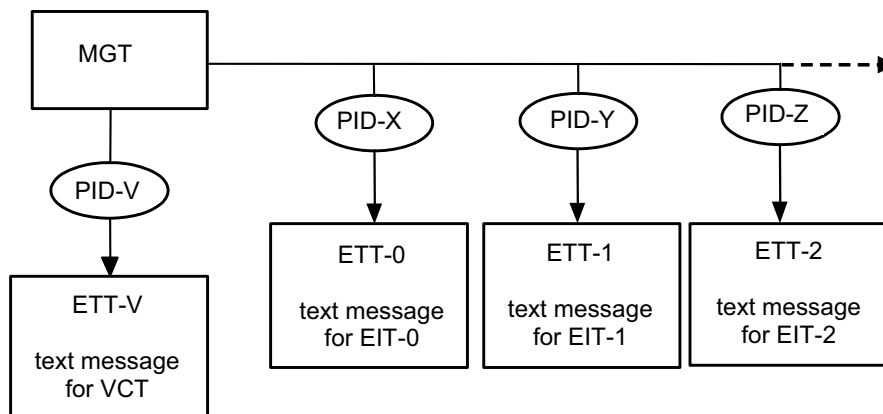 MGT
PID-X
PID-Y
PID-Z
PID-V
ETT-0
text message
for EIT-0
ETT-1
text message
for EIT-1
ETT-2
text message
for EIT-2
ETT-V
text message
for VCT